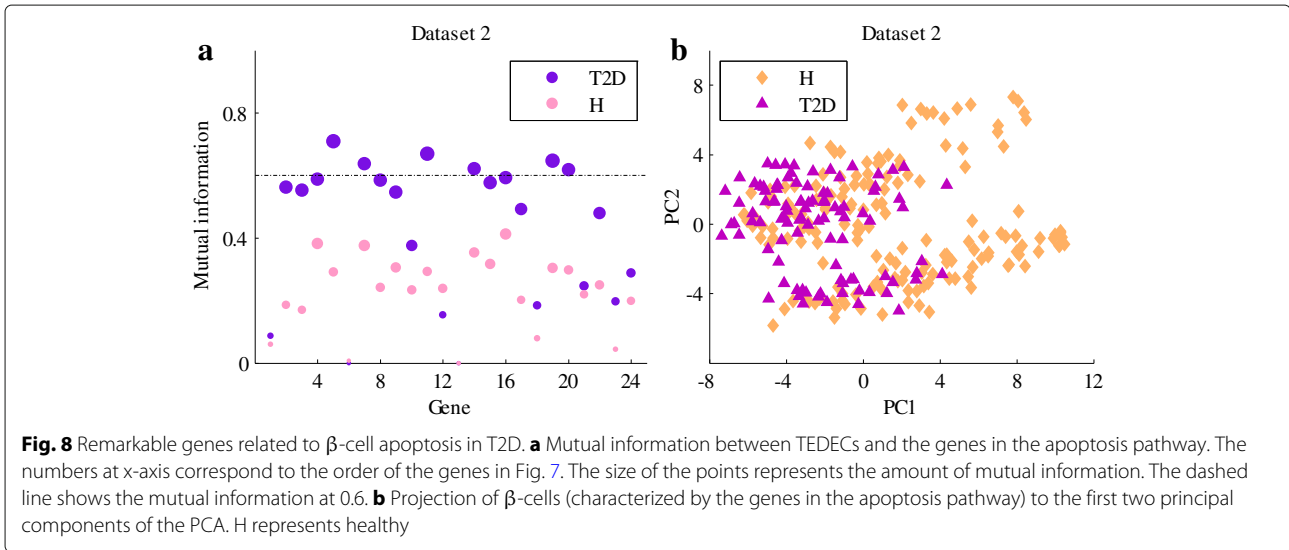 a
Dataset 2
T2D
H
Mutual information
0.8
0.4
0
4 8 12 16 20 24
Gene
b
Dataset 2
H
T2D
PC2
8
4
0
-4
-8 -4 0 4 8 12
PC1
Fig. 8 Remarkable genes related to β-cell apoptosis in T2D. a Mutual information between TEDECs and the genes in the apoptosis pathway. The
numbers at x-axis correspond to the order of the genes in Fig. 7. The size of the points represents the amount of mutual information. The dashed
line shows the mutual information at 0.6. b Projection of β-cells (characterized by the genes in the apoptosis pathway) to the first two principal
components of the PCA. H represents healthy